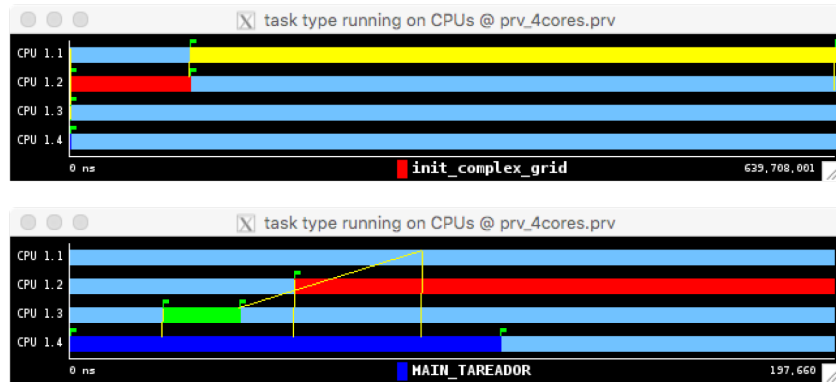 task type running on CPUs @ prv_4cores.prv
CPU 1.1
CPU 1.2
CPU 1.3
CPU 1.4
0 ns init_complex_grid 639,708,001
task type running on CPUs @ prv_4cores.prv
CPU 1.1
CPU 1.2
CPU 1.3
CPU 1.4
0 ns MAIN_TAREADOR 197,660